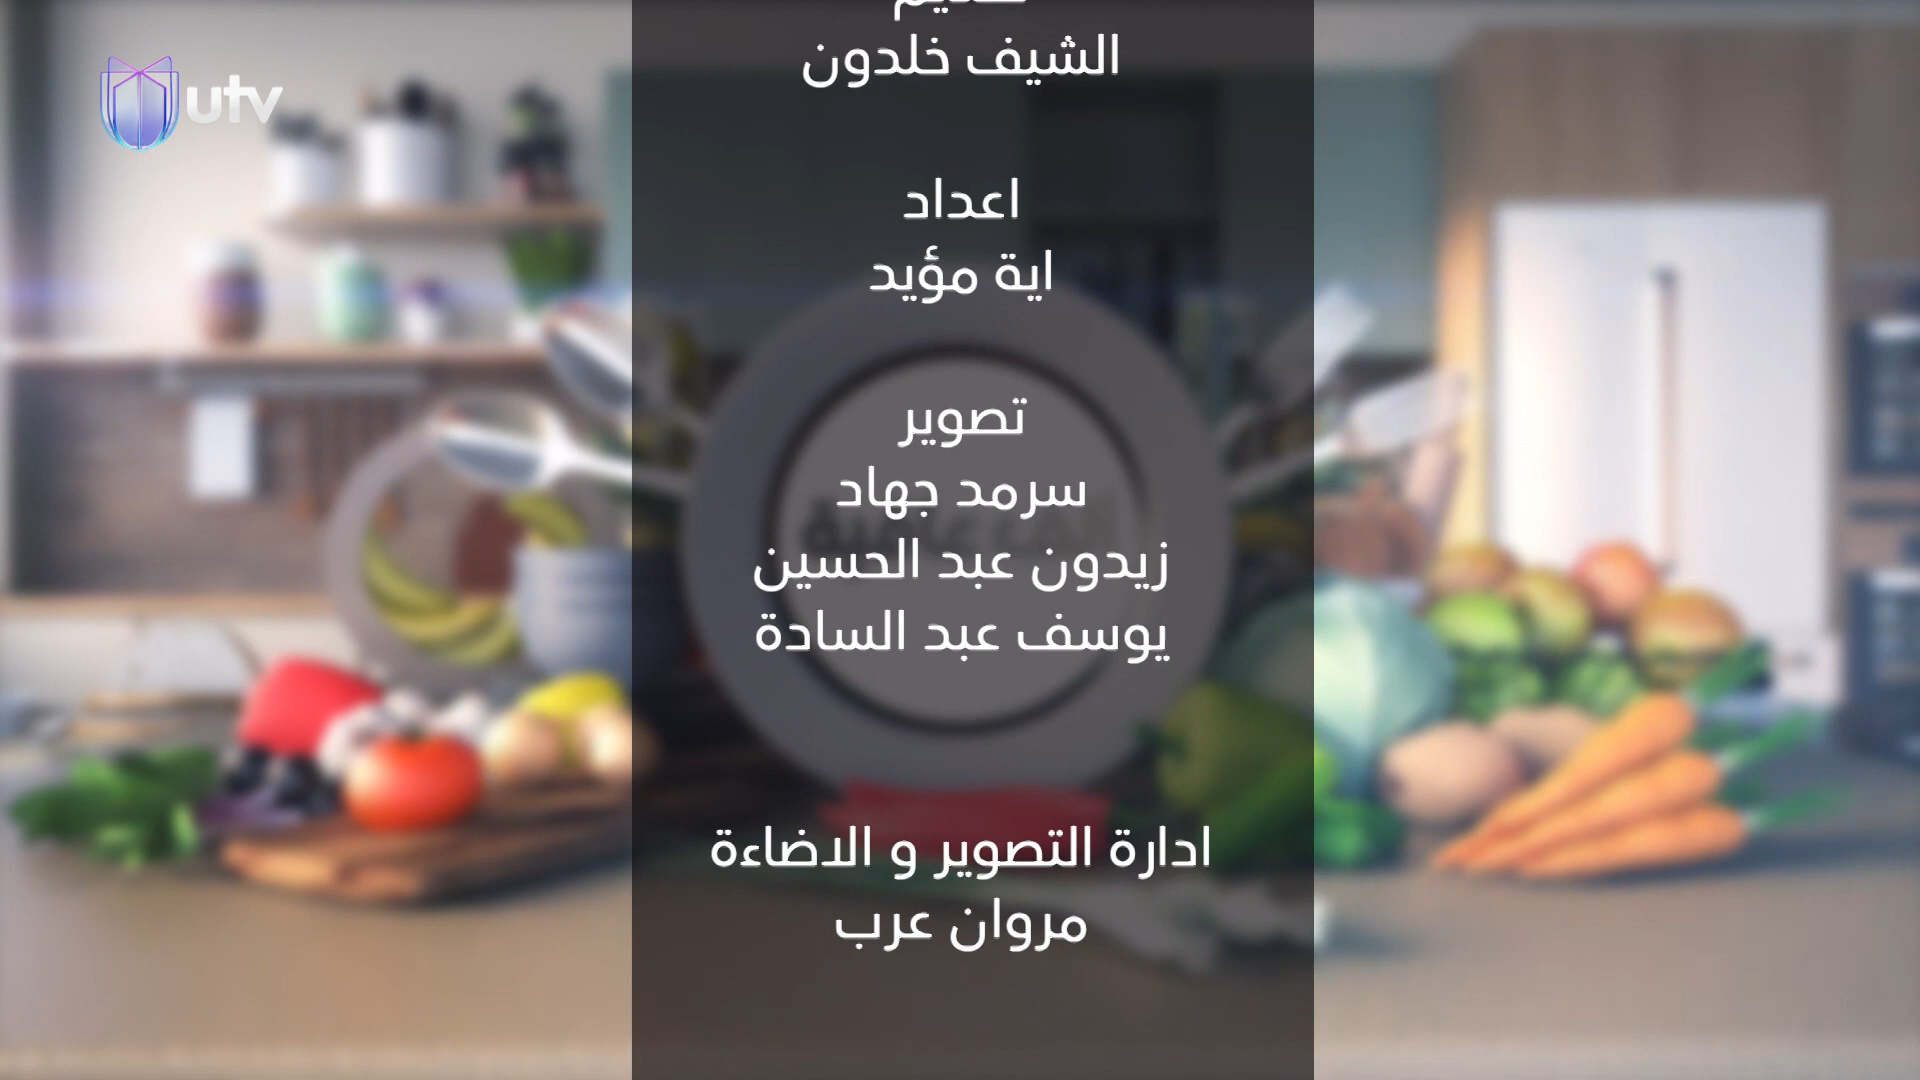 utv
الشيف خلدون
اعداد
اية مؤيد
تصوير
سرمد جهاد
زيدون عبد الحسين
يوسف عبد السادة
ادارة التصوير و الاضاءة
مروان عرب